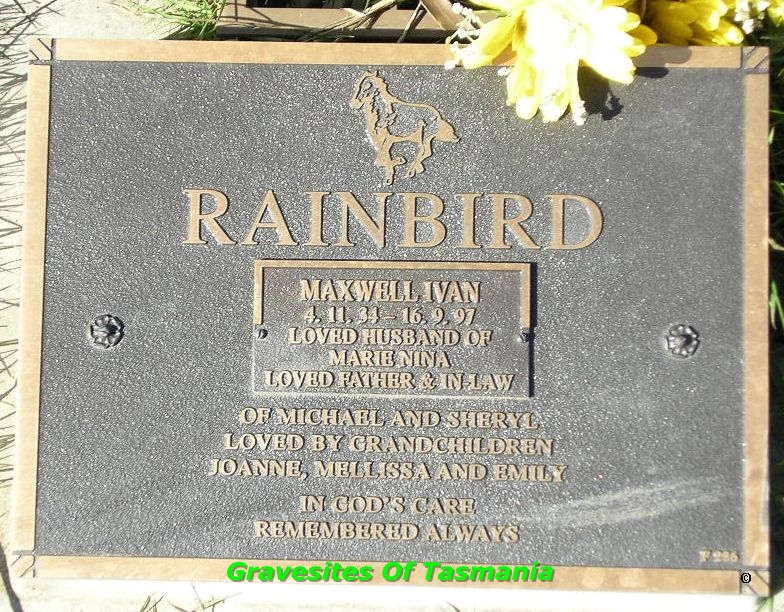 RAINBIRD
MAXWELL IVAN
4. 11. 34 – 16. 9. 97
LOVED HUSBAND OF
MARIE NINA
LOVED FATHER & IN-LAW
OF MICHAEL AND SHERYL
LOVED BY GRANDCHILDREN
JOANNE, MELLISSA AND EMILY
IN GOD'S CARE
REMEMBERED ALWAYS
F 286
Gravesites Of Tasmania
©